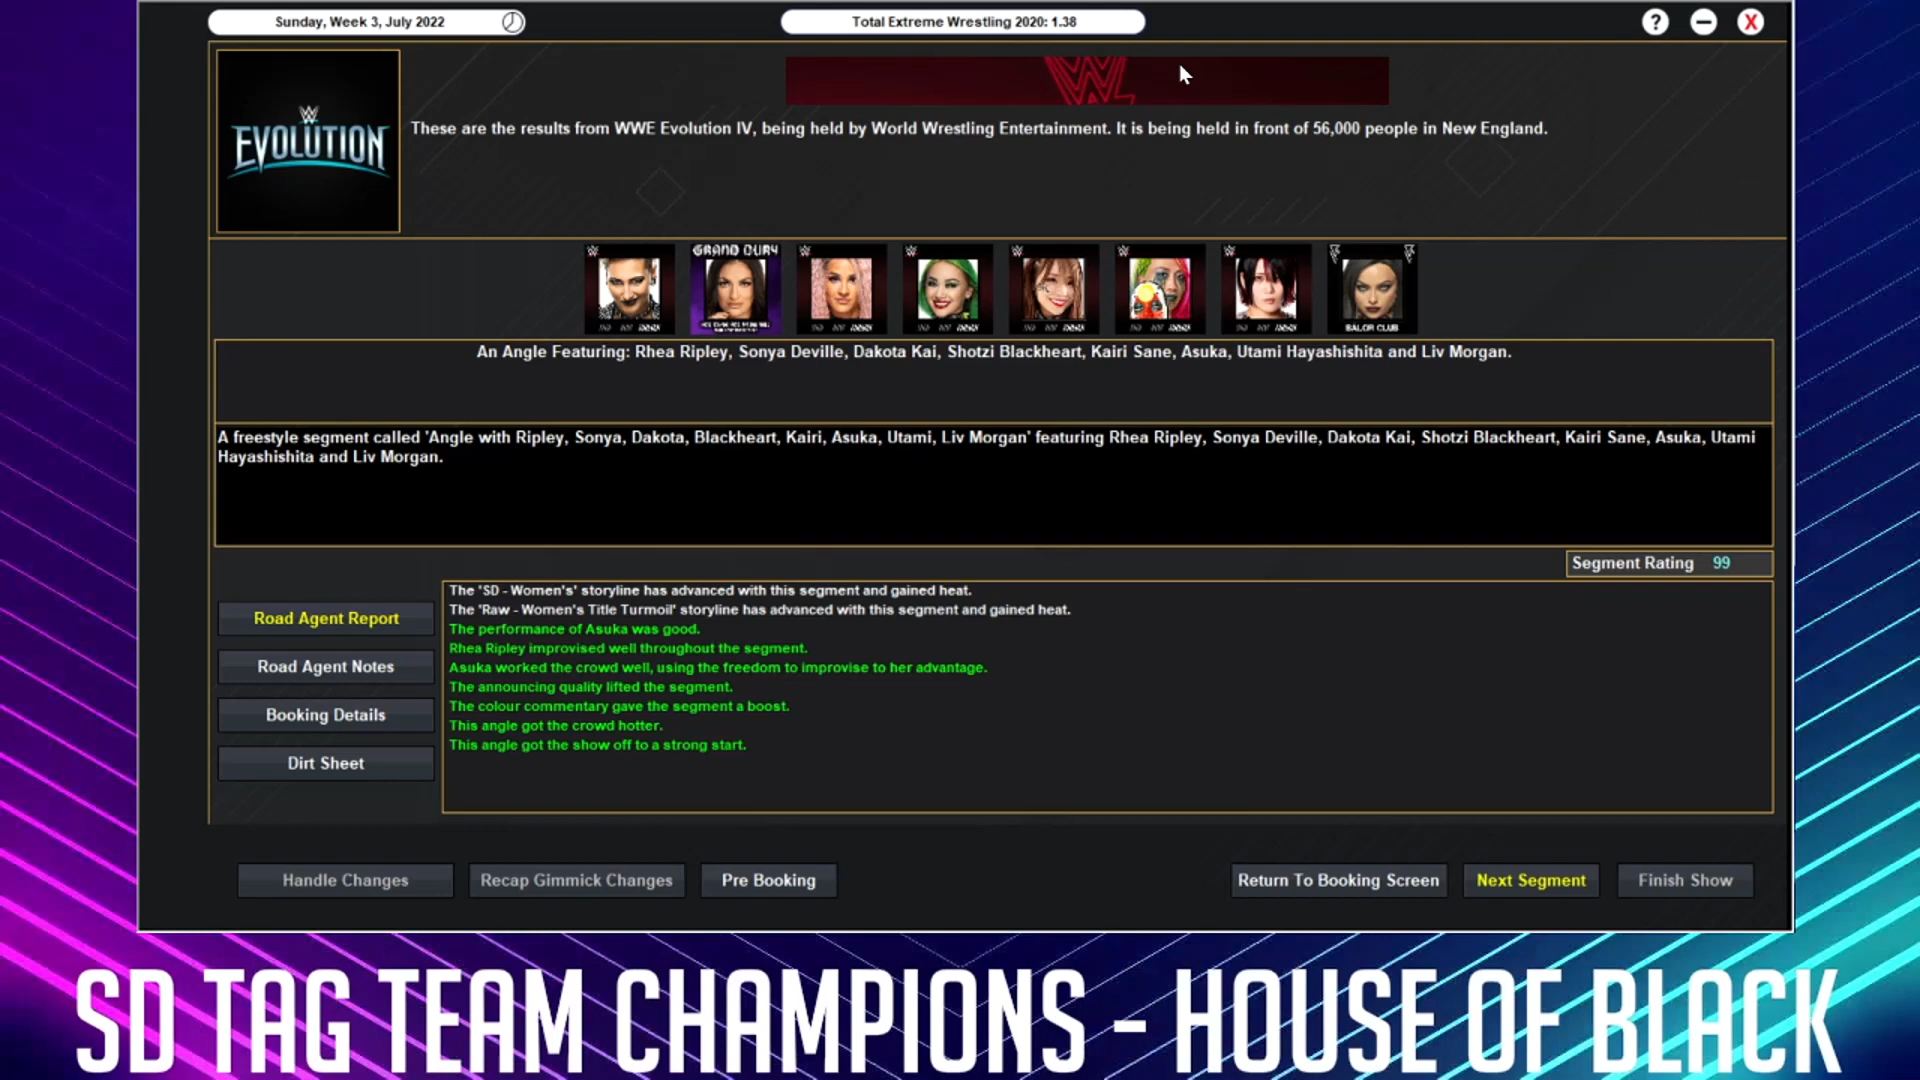 Sunday, Week 3, July 2022
Total Extreme Wrestling 2020: 1.38
?
X
EVOLUTION
These are the results from WWE Evolution IV, being held by World Wrestling Entertainment. It is being held in front of 56,000 people in New England.
GRAND
BALOR CLUB
An Angle Featuring: Rhea Ripley, Sonya Deville, Dakota Kai, Shotzi Blackheart, Kairi Sane, Asuka, Utami Hayashishita and Liv Morgan.
A freestyle segment called 'Angle with Ripley, Sonya, Dakota, Blackheart, Kairi, Asuka, Utami, Liv Morgan' featuring Rhea Ripley, Sonya Deville, Dakota Kai, Shotzi Blackheart, Kairi Sane, Asuka, Utami
Hayashishita and Liv Morgan.
Segment Rating 99
The 'SD - Women's' storyline has advanced with this segment and gained heat.
The 'Raw - Women's Title Turmoil' storyline has advanced with this segment and gained heat.
The performance of Asuka was good.
Rhea Ripley improvised well throughout the segment.
Asuka worked the crowd well, using the freedom to improvise to her advantage.
The announcing quality lifted the segment.
The colour commentary gave the segment a boost.
This angle got the crowd hotter.
This angle got the show off to a strong start.
Road Agent Report
Road Agent Notes
Booking Details
Dirt Sheet
Handle Changes
Recap Gimmick Changes
Pre Booking
Return To Booking Screen
Next Segment
Finish Show
SD TAG TEAM CHAMPIONS - HOUSE OF BLACK